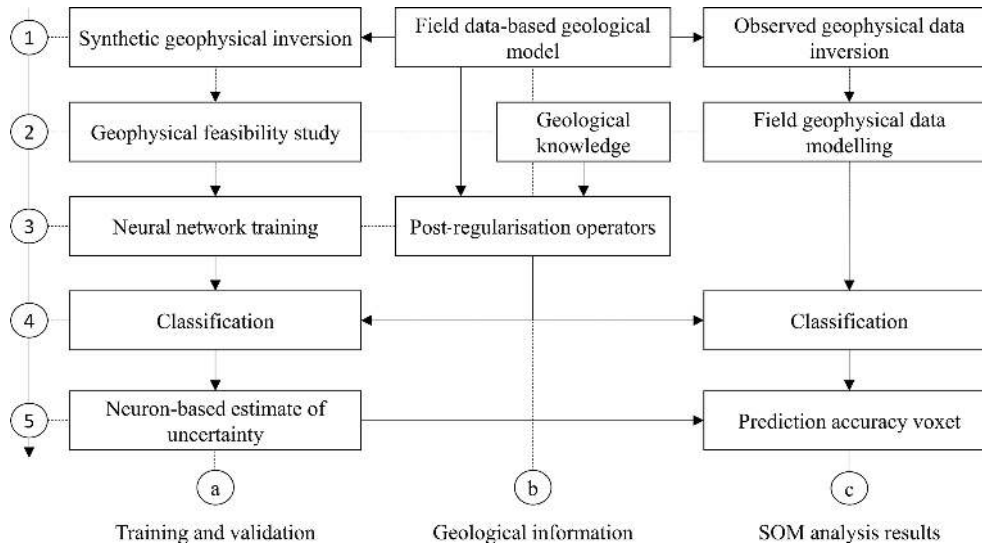 1
Synthetic geophysical inversion
Field data-based geological
model
Observed geophysical data
inversion
2
Geophysical feasibility study
Geological
knowledge
Field geophysical data
modelling
3
Neural network training
Post-regularisation operators
4
Classification
Classification
5
Neuron-based estimate of
uncertainty
Prediction accuracy voxet
a
b
c
Training and validation
Geological information
SOM analysis results